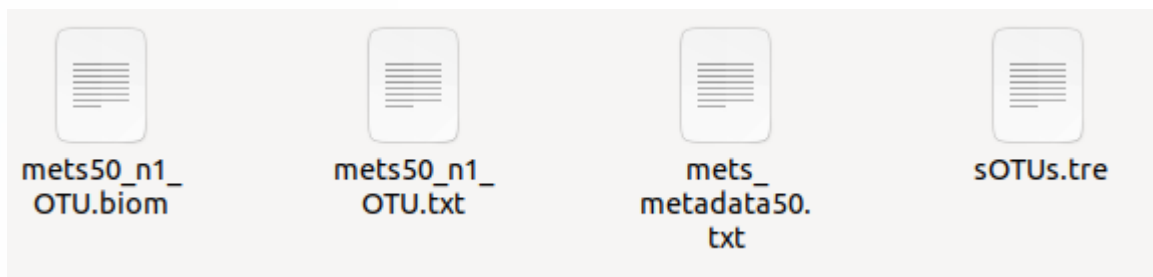 mets50_n1_
OTU.biom
mets50_n1_
OTU.txt
mets_
metadata50.
txt
sOTUs.tre